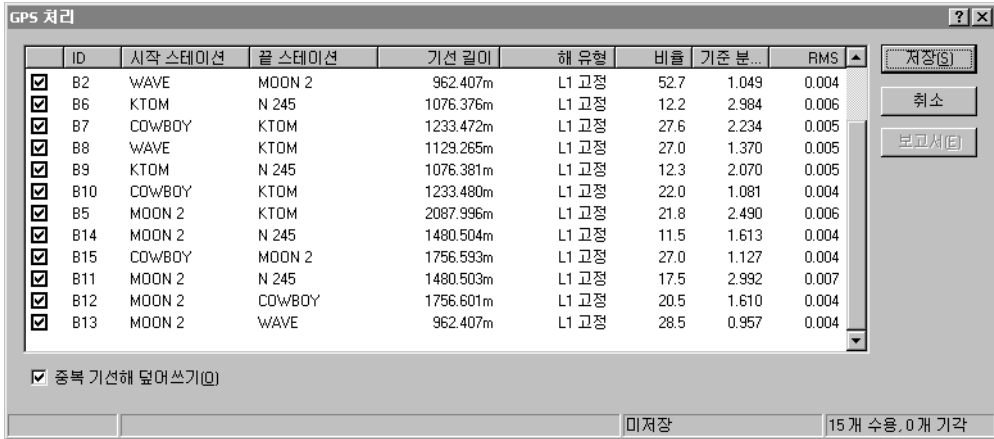 GPS 처리
ID 시작 스테이션 끝 스테이션 기선 길이 해 유형 비율 기준 분... RMS
B2 WAVE MOON 2 962.407m L1 고정 52.7 1.049 0.004
B6 KTOM N 245 1076.376m L1 고정 12.2 2.984 0.006
B7 COWBOY KTOM 1233.472m L1 고정 27.6 2.234 0.005
B8 WAVE KTOM 1129.265m L1 고정 27.0 1.370 0.005
B9 KTOM N 245 1076.381m L1 고정 12.3 2.070 0.005
B10 COWBOY KTOM 1233.480m L1 고정 22.0 1.081 0.004
B5 MOON 2 KTOM 2087.996m L1 고정 21.8 2.490 0.006
B14 MOON 2 N 245 1480.504m L1 고정 11.5 1.613 0.004
B15 COWBOY MOON 2 1756.593m L1 고정 27.0 1.127 0.004
B11 MOON 2 N 245 1480.503m L1 고정 17.5 2.992 0.007
B12 MOON 2 COWBOY 1756.601m L1 고정 20.5 1.610 0.004
B13 MOON 2 WAVE 962.407m L1 고정 28.5 0.957 0.004
저장(S)
취소
보고서(E)
중복 기선해 덮어쓰기(O)
미저장 15개 수용, 0개 기각